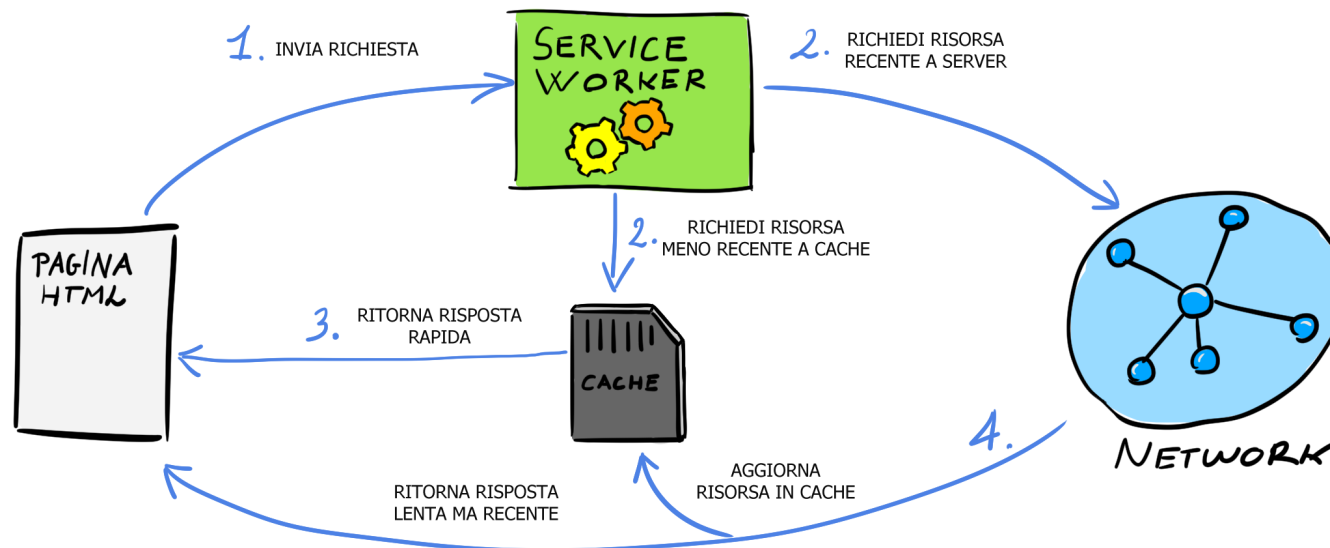 1. INVIA RICHIESTA
SERVICE
WORKER
2. RICHIEDI RISORSA
RECENTE A SERVER
2. RICHIEDI RISORSA
MENO RECENTE A CACHE
PAGINA
HTML
3. RITORNA RISPOSTA
RAPIDA
CACHE
4.
NETWORK
AGGIORNA
RISORSA IN CACHE
RITORNA RISPOSTA
LENTA MA RECENTE